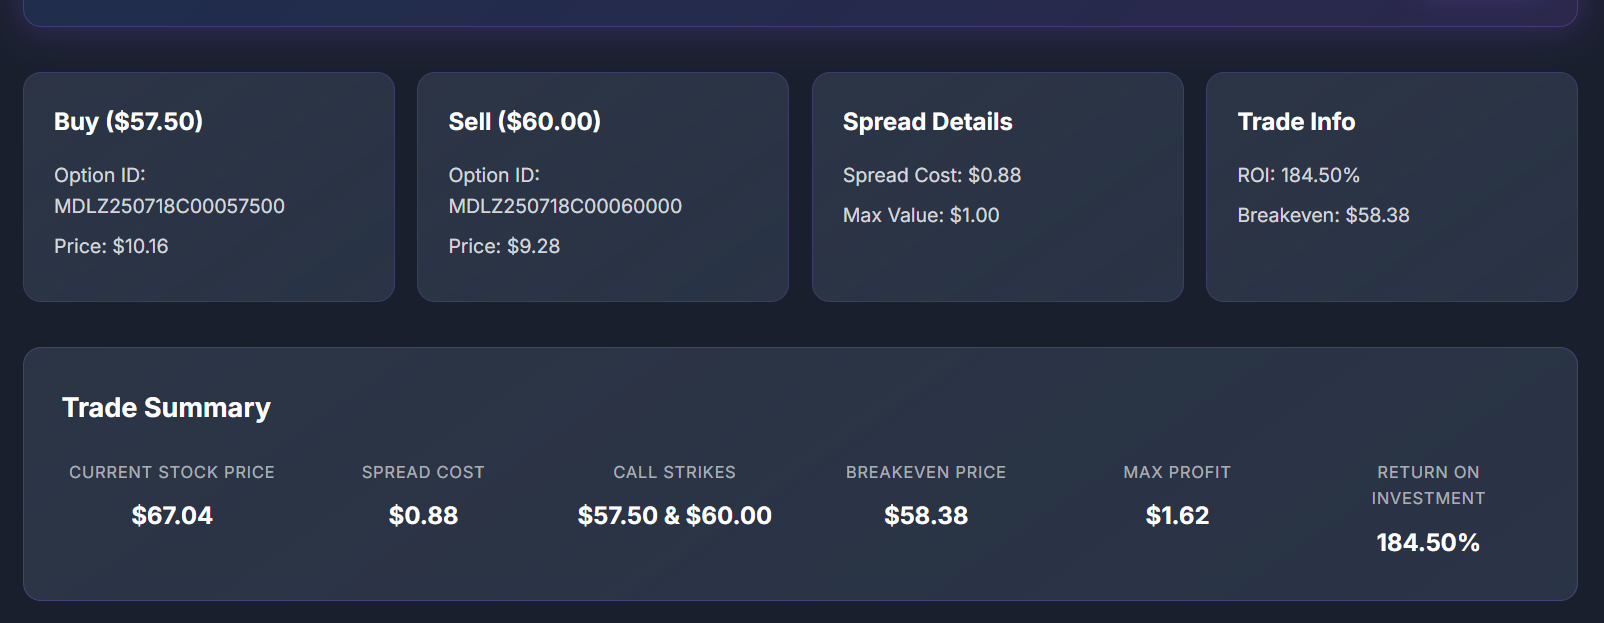 Buy ($57.50)
Option ID:
MDLZ250718C00057500
Price: $10.16
Sell ($60.00)
Option ID:
MDLZ250718C00060000
Price: $9.28
Spread Details
Spread Cost: $0.88
Max Value: $1.00
Trade Info
ROI: 184.50%
Breakeven: $58.38
Trade Summary
CURRENT STOCK PRICE
$67.04
SPREAD COST
$0.88
CALL STRIKES
$57.50 & $60.00
BREAKEVEN PRICE
$58.38
MAX PROFIT
$1.62
RETURN ON
INVESTMENT
184.50%